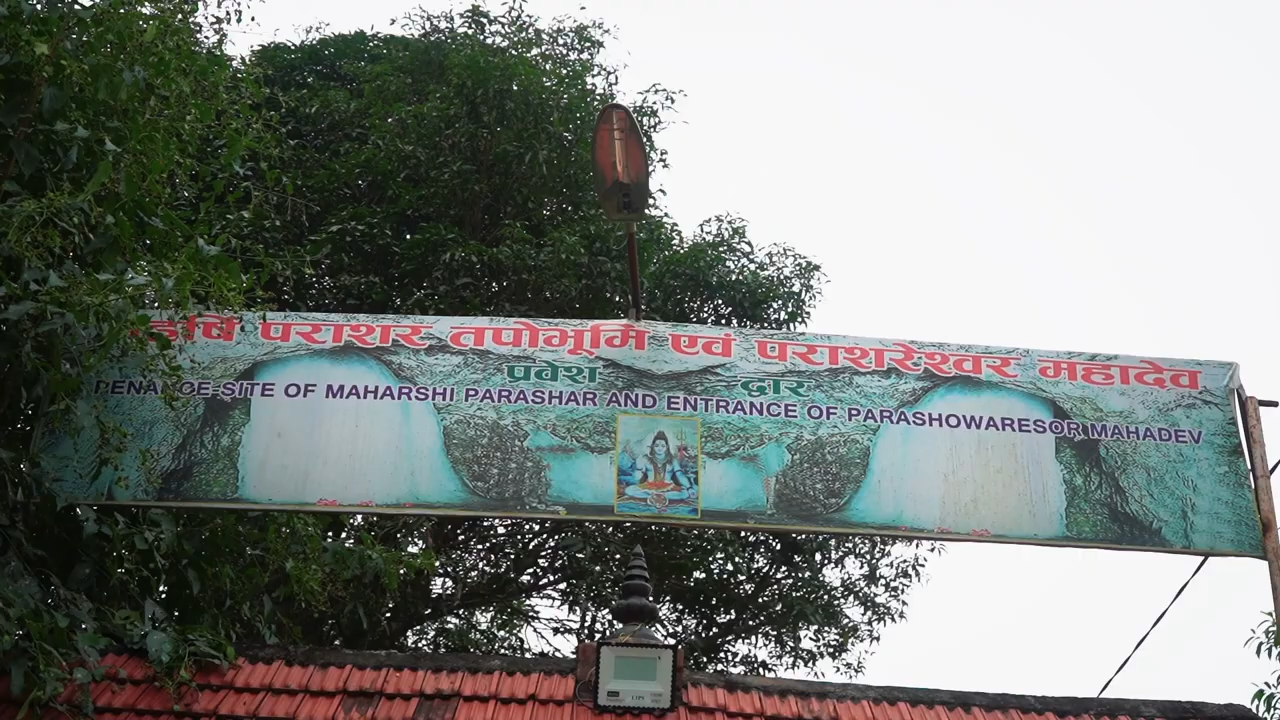 पराशर तपोभूमि एवं पराशरेश्वर महादेव
प्रवेश द्वार
PENANCE-SITE OF MAHARSHI PARASHAR AND ENTRANCE OF PARASHOWARESOR MAHADEV